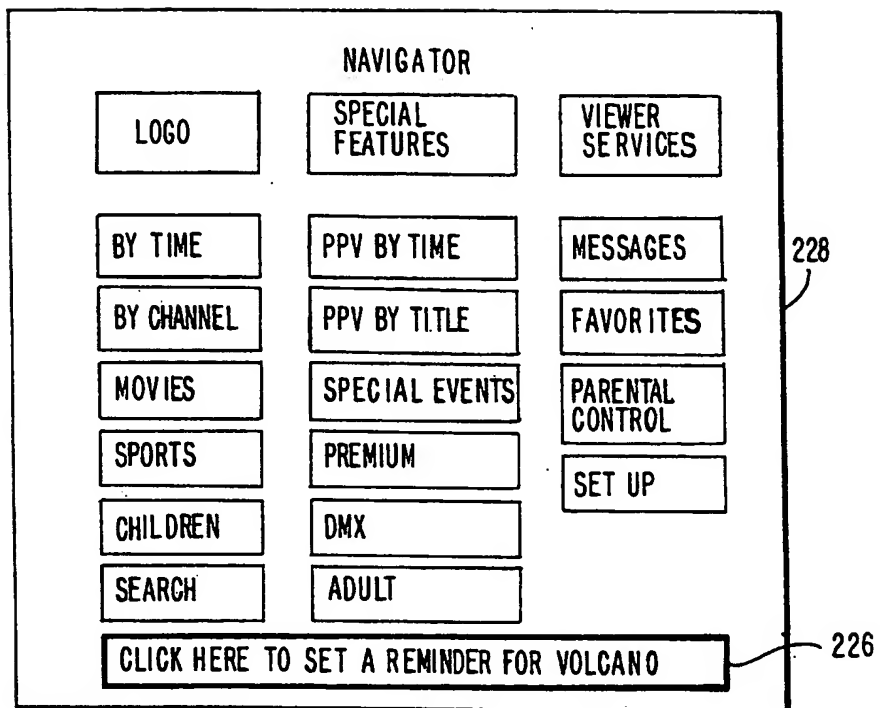 NAVIGATOR
LOGO
SPECIAL
FEATURES
VIEWER
SERVICES
BY TIME
PPV BY TIME
MESSAGES
BY CHANNEL
PPV BY TITLE
FAVORITES
MOVIES
SPECIAL EVENTS
PARENTAL
CONTROL
SPORTS
PREMIUM
SET UP
CHILDREN
DMX
SEARCH
ADULT
CLICK HERE TO SET A REMINDER FOR VOLCANO
228
226